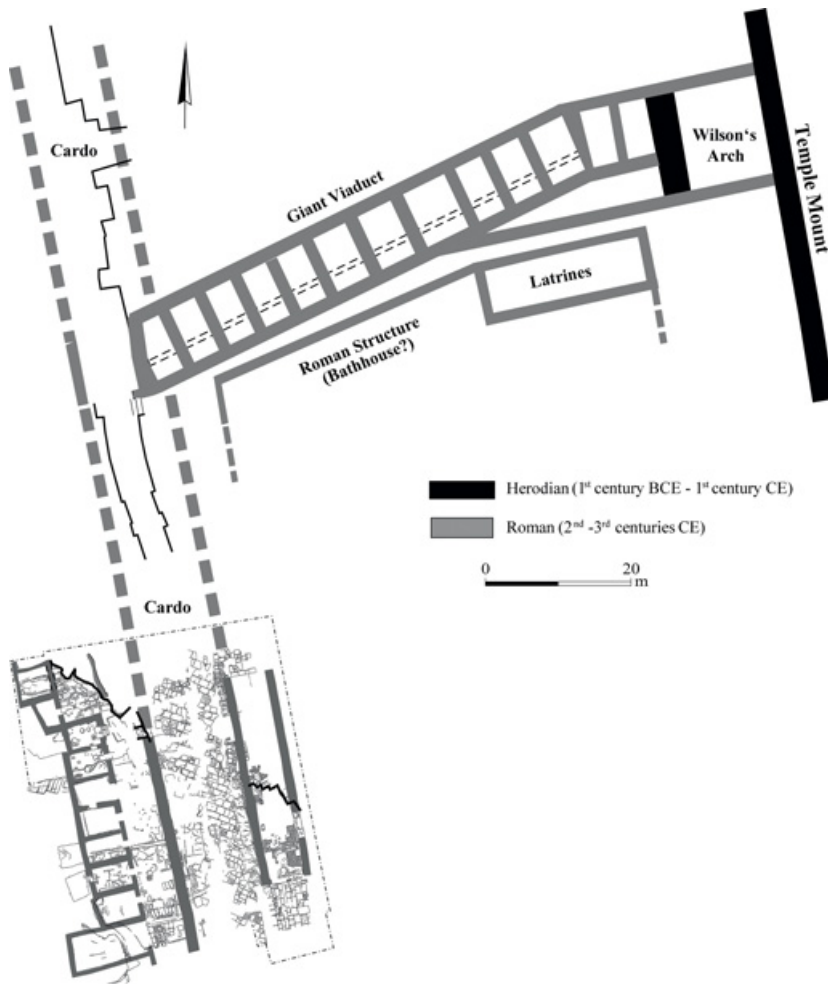 Cardo
Giant Viaduct
Wilson‘s
Arch
Temple Mount
Latrines
Roman Structure
(Bathhouse?)
Herodian (1st century BCE - 1st century CE)
Roman (2nd -3rd centuries CE)
0 20
m
Cardo